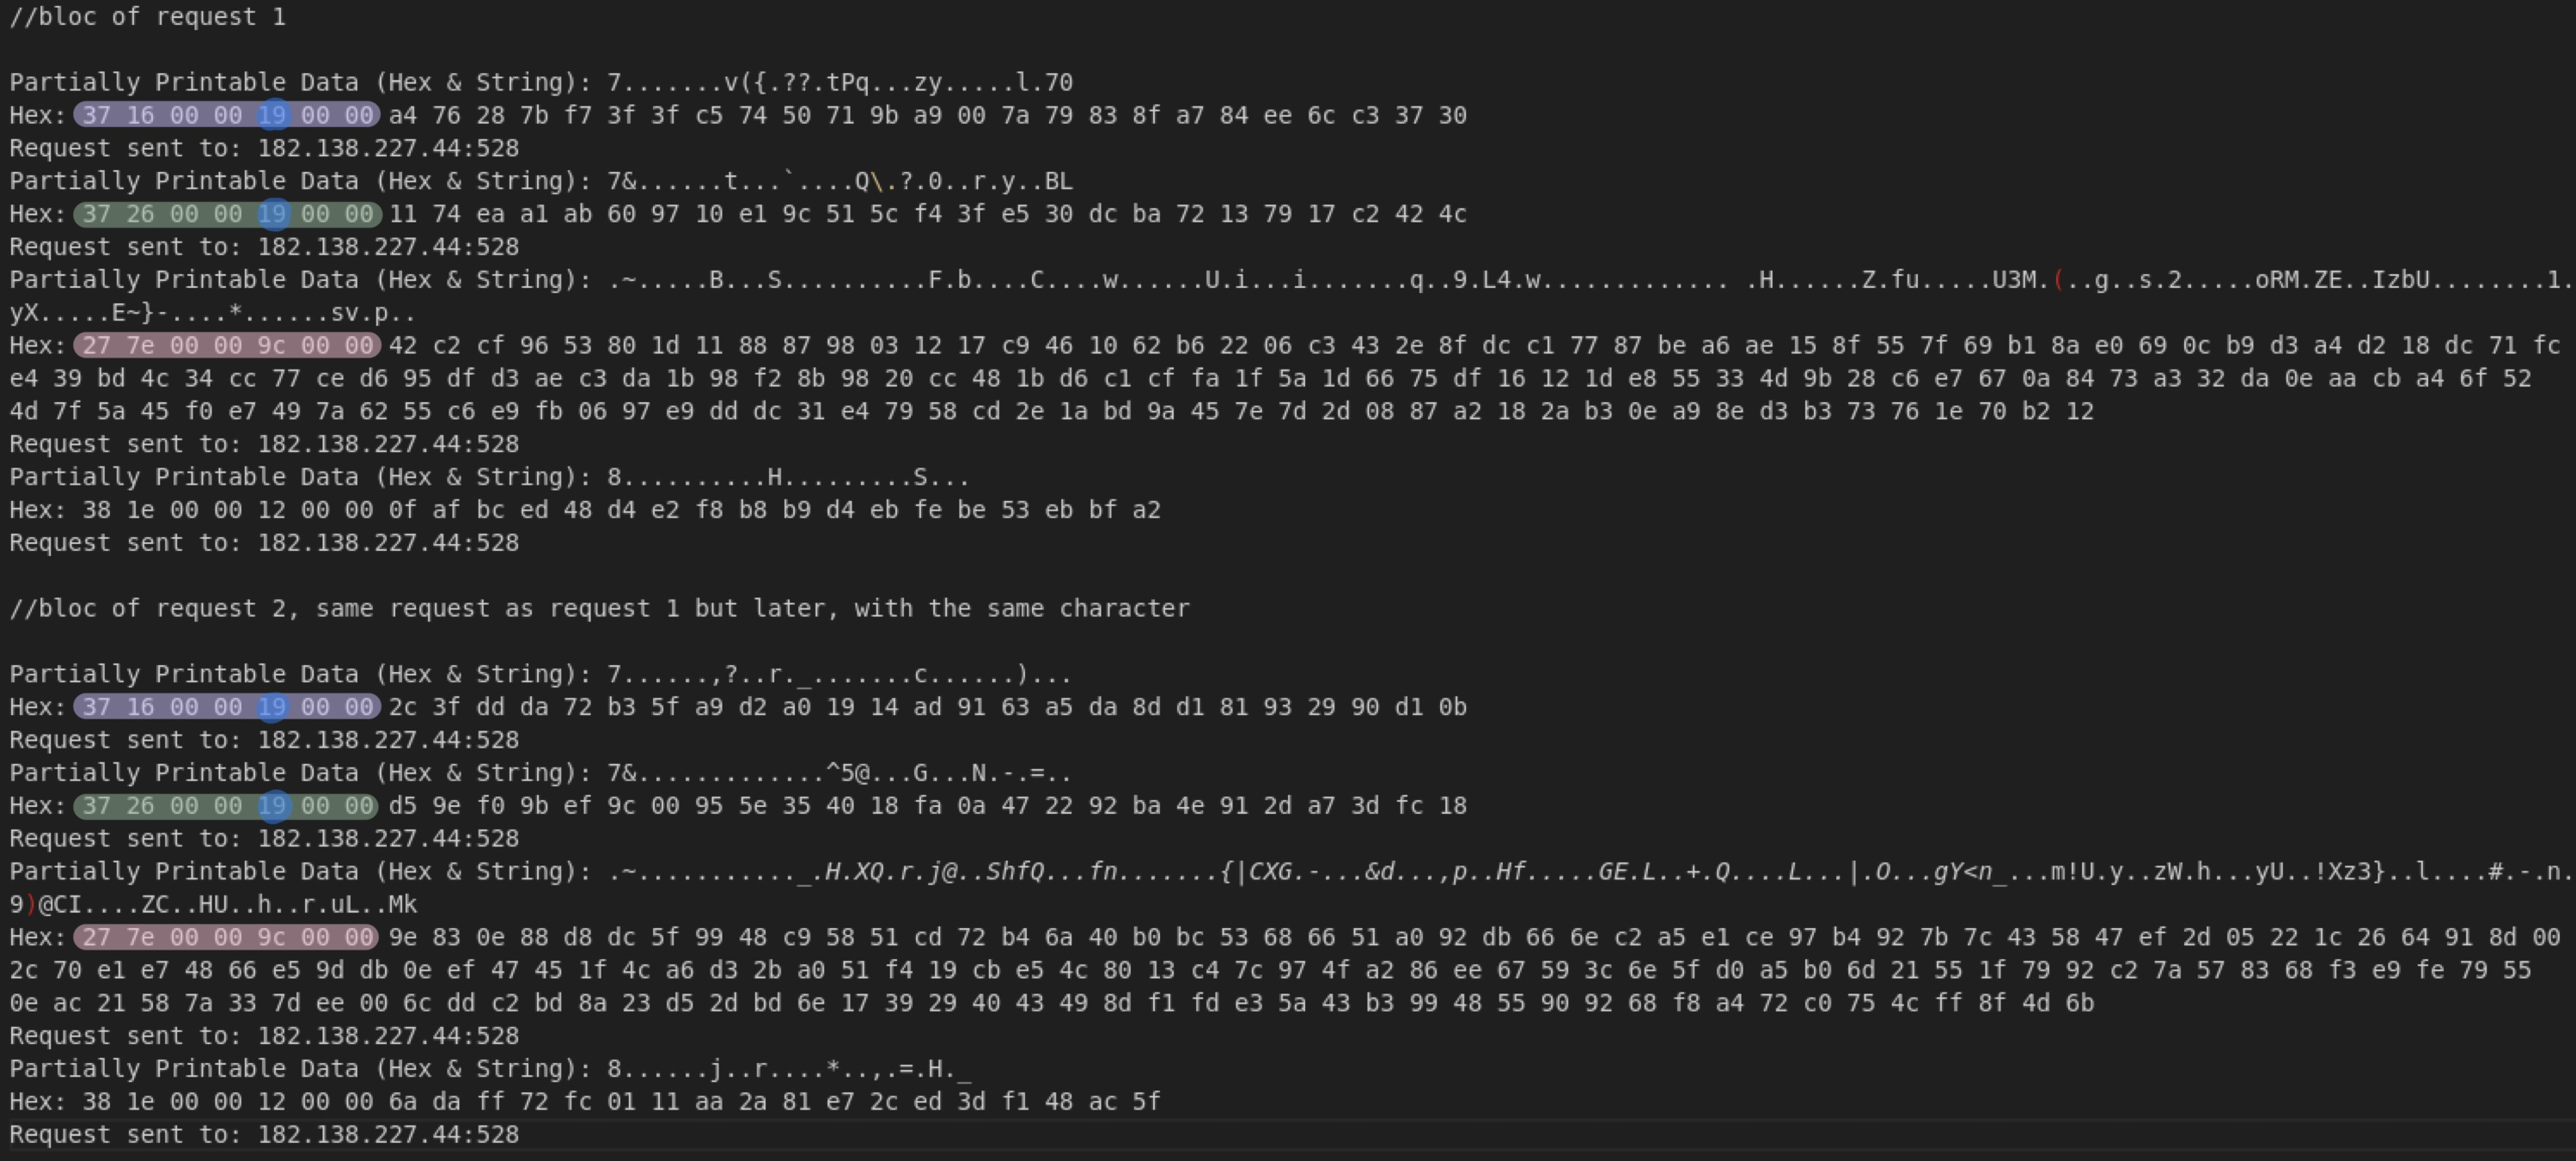 //bloc of request 1
Partially Printable Data (Hex & String): 7.......v({.??.tPq...zy.....l.70
Hex: 37 16 00 00 19 00 00 a4 76 28 7b f7 3f 3f c5 74 50 71 9b a9 00 7a 79 83 8f a7 84 ee 6c c3 37 30
Request sent to: 182.138.227.44:528
Partially Printable Data (Hex & String): 7&......t...`....Q\.?.0..r.y..BL
Hex: 37 26 00 00 19 00 00 11 74 ea a1 ab 60 97 10 e1 9c 51 5c f4 3f e5 30 dc ba 72 13 79 17 c2 42 4c
Request sent to: 182.138.227.44:528
Partially Printable Data (Hex & String): .~.....B...S..........F.b....C....w......U.i...i.......q..9.L4.w............. .H......Z.fu.....U3M.(..g..s.2.....oRM.ZE..IzbU........1.
yX.....E~}-....*......sv.p..
Hex: 27 7e 00 00 9c 00 00 42 c2 cf 96 53 80 1d 11 88 87 98 03 12 17 c9 46 10 62 b6 22 06 c3 43 2e 8f dc c1 77 87 be a6 ae 15 8f 55 7f 69 b1 8a e0 69 0c b9 d3 a4 d2 18 dc 71 fc
e4 39 bd 4c 34 cc 77 ce d6 95 df d3 ae c3 da 1b 98 f2 8b 98 20 cc 48 1b d6 c1 cf fa 1f 5a 1d 66 75 df 16 12 1d e8 55 33 4d 9b 28 c6 e7 67 0a 84 73 a3 32 da 0e aa cb a4 6f 52
4d 7f 5a 45 f0 e7 49 7a 62 55 c6 e9 fb 06 97 e9 dd dc 31 e4 79 58 cd 2e 1a bd 9a 45 7e 7d 2d 08 87 a2 18 2a b3 0e a9 8e d3 b3 73 76 1e 70 b2 12
Request sent to: 182.138.227.44:528
Partially Printable Data (Hex & String): 8..........H.........S...
Hex: 38 1e 00 00 12 00 00 0f af bc ed 48 d4 e2 f8 b8 b9 d4 eb fe be 53 eb bf a2
Request sent to: 182.138.227.44:528
//bloc of request 2, same request as request 1 but later, with the same character
Partially Printable Data (Hex & String): 7......,?..r._.......c......)...
Hex: 37 16 00 00 19 00 00 2c 3f dd da 72 b3 5f a9 d2 a0 19 14 ad 91 63 a5 da 8d d1 81 93 29 90 d1 0b
Request sent to: 182.138.227.44:528
Partially Printable Data (Hex & String): 7&.............^5@...G...N.-.=..
Hex: 37 26 00 00 19 00 00 d5 9e f0 9b ef 9c 00 95 5e 35 40 18 fa 0a 47 22 92 ba 4e 91 2d a7 3d fc 18
Request sent to: 182.138.227.44:528
Partially Printable Data (Hex & String): .~..........._.H.XQ.r.j@..ShfQ...fn.......{|CXG.-...&d...,p..Hf.....GE.L..+.Q....L...|.O...gY<n_...m!U.y..zW.h...yU..!Xz3}..l....#.-.n.
9)@CI....ZC..HU..h..r.uL..Mk
Hex: 27 7e 00 00 9c 00 00 9e 83 0e 88 d8 dc 5f 99 48 c9 58 51 cd 72 b4 6a 40 b0 bc 53 68 66 51 a0 92 db 66 6e c2 a5 e1 ce 97 b4 92 7b 7c 43 58 47 ef 2d 05 22 1c 26 64 91 8d 00
2c 70 e1 e7 48 66 e5 9d db 0e ef 47 45 1f 4c a6 d3 2b a0 51 f4 19 cb e5 4c 80 13 c4 7c 97 4f a2 86 ee 67 59 3c 6e 5f d0 a5 b0 6d 21 55 1f 79 92 c2 7a 57 83 68 f3 e9 fe 79 55
0e ac 21 58 7a 33 7d ee 00 6c dd c2 bd 8a 23 d5 2d bd 6e 17 39 29 40 43 49 8d f1 fd e3 5a 43 b3 99 48 55 90 92 68 f8 a4 72 c0 75 4c ff 8f 4d 6b
Request sent to: 182.138.227.44:528
Partially Printable Data (Hex & String): 8......j..r....*..,.=.H._
Hex: 38 1e 00 00 12 00 00 6a da ff 72 fc 01 11 aa 2a 81 e7 2c ed 3d f1 48 ac 5f
Request sent to: 182.138.227.44:528